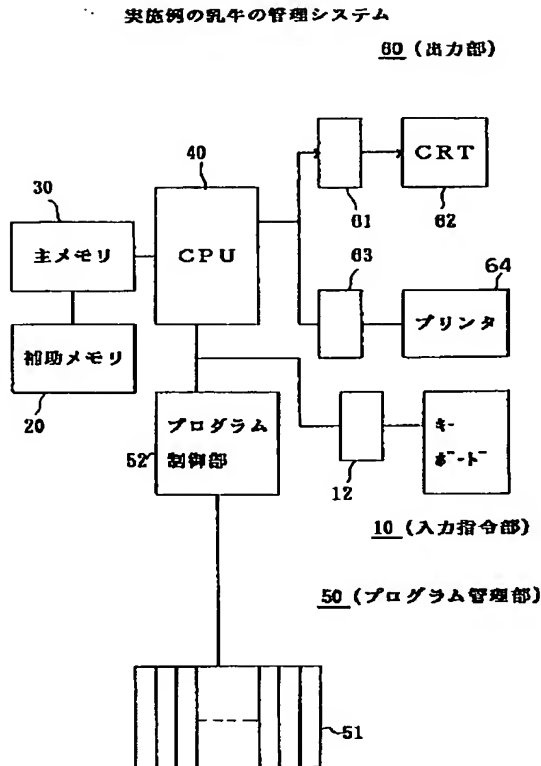 実施例の乳牛の管理システム
60 (出力部)
40
CRT
30
61
62
主メモリ
CPU
63
64
プリンタ
補助メモリ
20
プログラム
制御部
52
キー
ボード
12
10 (入力指令部)
50 (プログラム管理部)
51